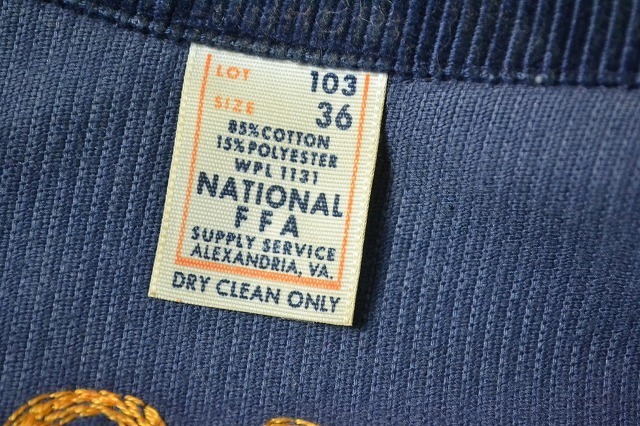 LOT 103
SIZE 36
85% COTTON
15% POLYESTER
WPL 1131
NATIONAL
FFA
SUPPLY SERVICE
ALEXANDRIA, VA.
DRY CLEAN ONLY